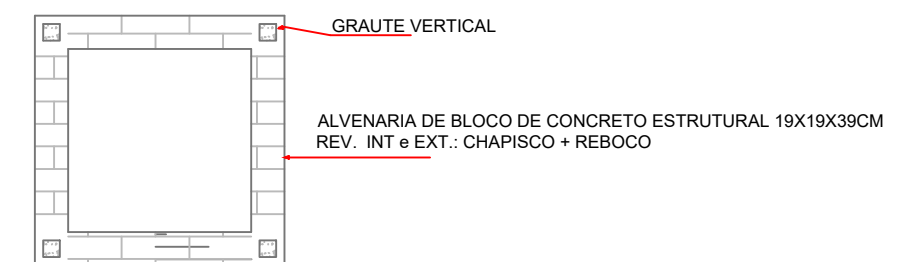 GRAUTE VERTICAL
ALVENARIA DE BLOCO DE CONCRETO ESTRUTURAL 19X19X39CM
REV. INT e EXT.: CHAPISCO + REBOCO